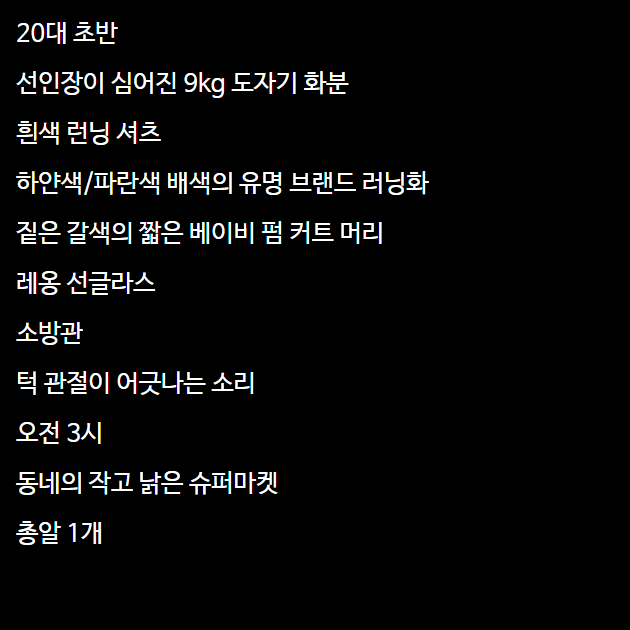 20대 초반
선인장이 심어진 9kg 도자기 화분
흰색 런닝 셔츠
하얀색/파란색 배색의 유명 브랜드 러닝화
짙은 갈색의 짧은 베이비 펌 커트 머리
레옹 선글라스
소방관
턱 관절이 어긋나는 소리
오전 3시
동네의 작고 낡은 슈퍼마켓
총알 1개